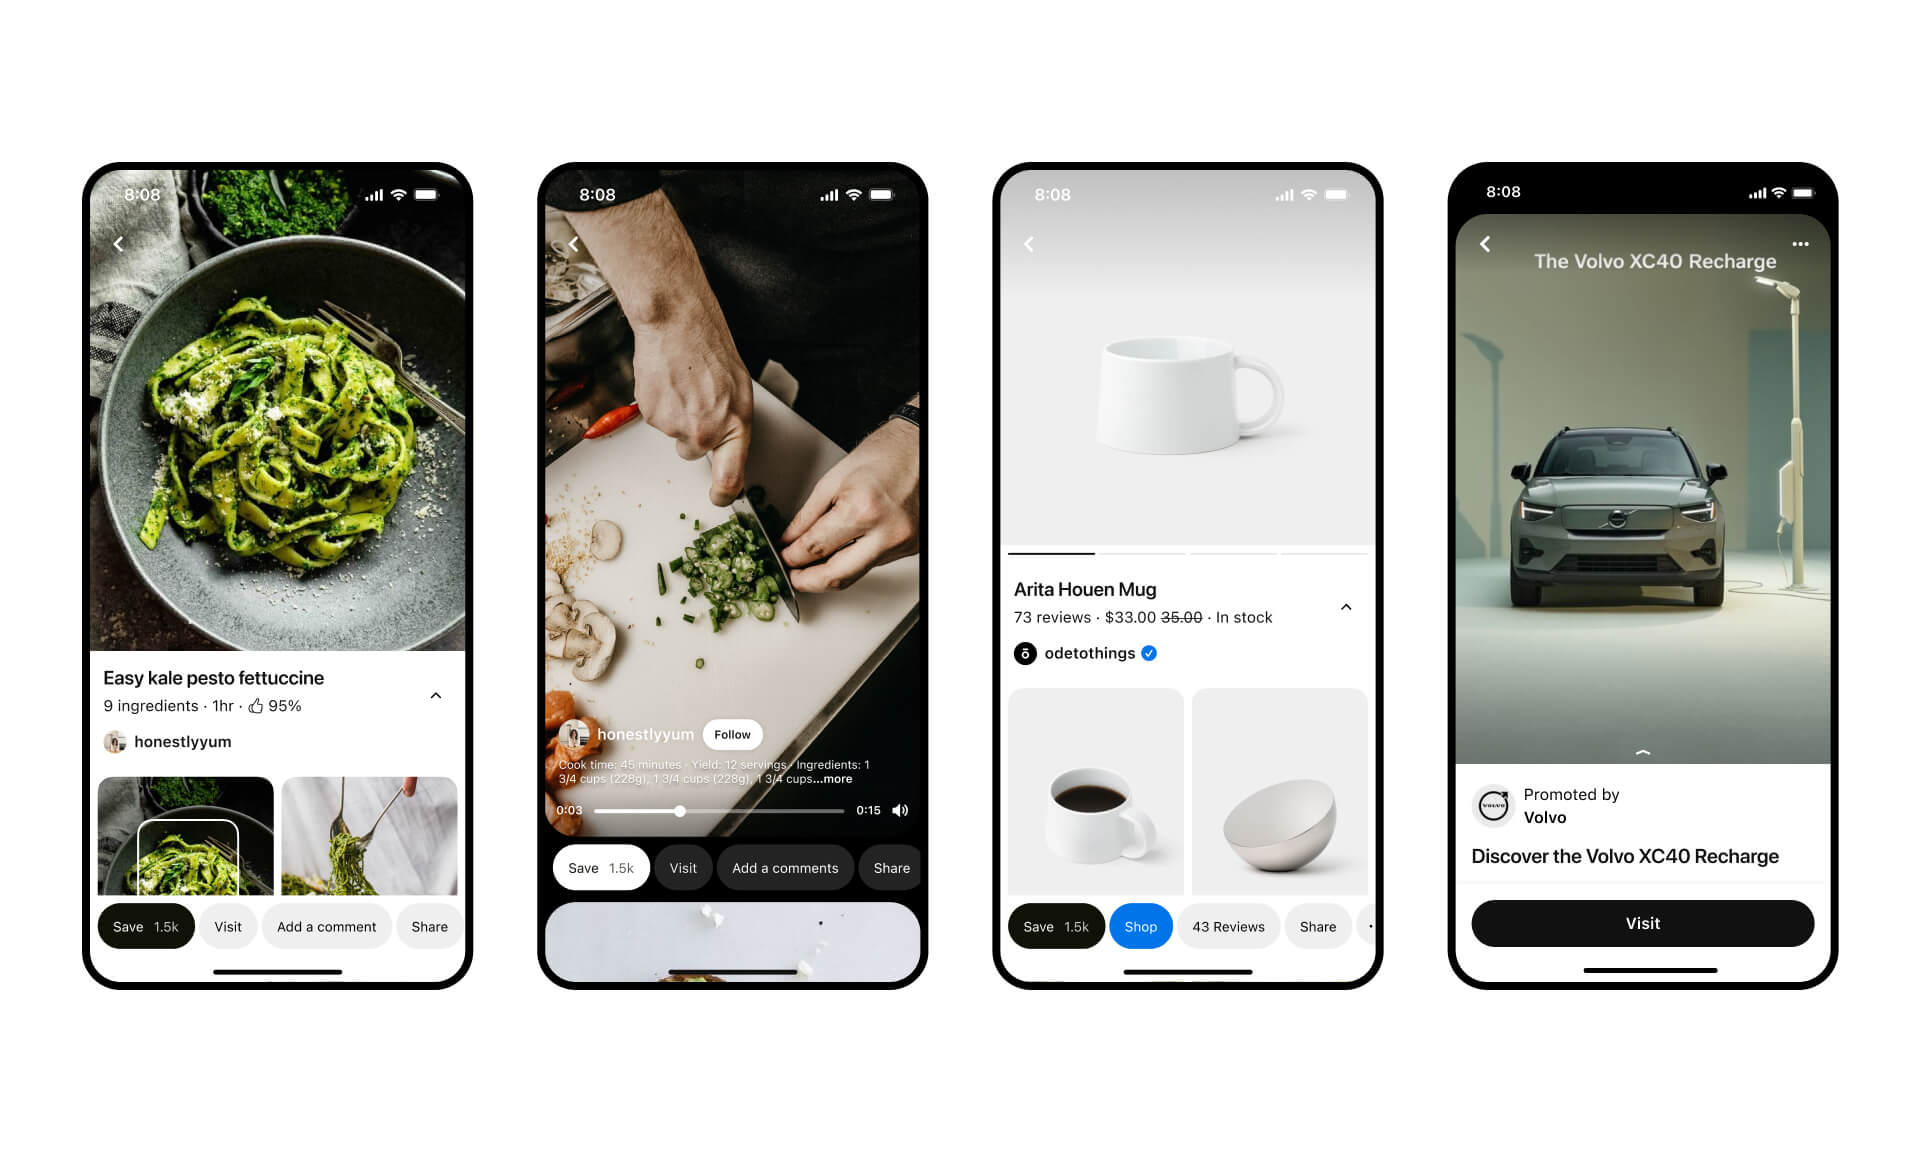 8:08
Easy kale pesto fettuccine
9 ingredients · 1hr · 95%
honestlyyum
Save 1.5k
Visit
Add a comment
Share
8:08
honestlyyum
Follow
Cook time: 45 minutes · Yield: 12 servings · Ingredients: 1
3/4 cups (228g), 1 3/4 cups (228g), 1 3/4 cups...more
0:03
0:15
Save 1.5k
Visit
Add a comments
Share
8:08
Arita Houen Mug
73 reviews · $33.00 35.00 · In stock
ō
odetothings
Save 1.5k
Shop
43 Reviews
Share
8:08
The Volvo XC40 Recharge
VOLVO
Promoted by
Volvo
Discover the Volvo XC40 Recharge
Visit